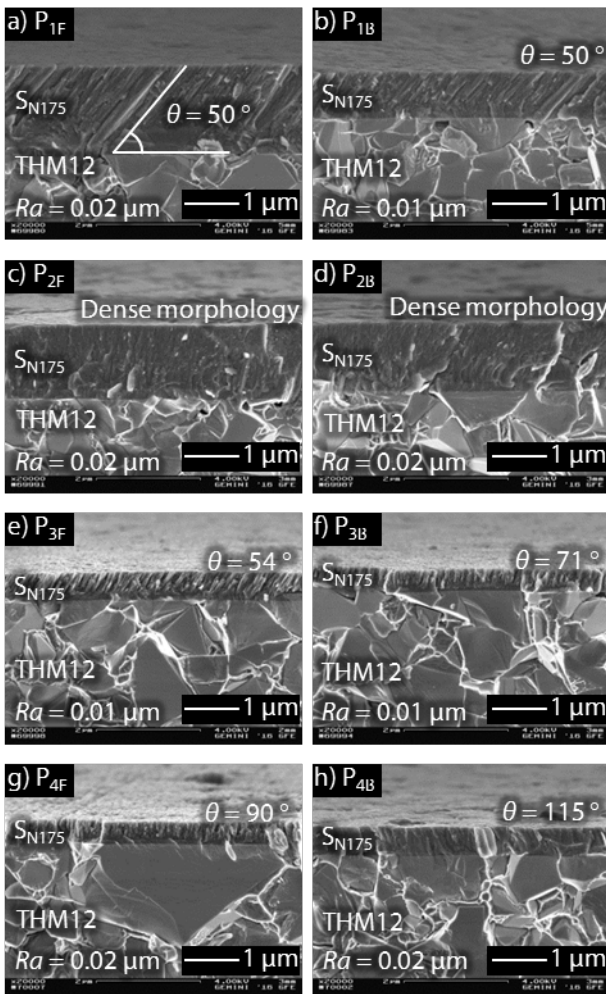 a) P1F
θ = 50 °
SN175
THM12
Ra = 0.02 µm
1 µm
b) P1B
θ = 50 °
SN175
THM12
Ra = 0.01 µm
1 µm
c) P2F
Dense morphology
SN175
THM12
Ra = 0.02 µm
1 µm
d) P2B
Dense morphology
SN175
THM12
Ra = 0.02 µm
1 µm
e) P3F
θ = 54 °
SN175
THM12
Ra = 0.01 µm
1 µm
f) P3B
θ = 71 °
SN175
THM12
Ra = 0.01 µm
1 µm
g) P4F
θ = 90 °
SN175
THM12
Ra = 0.02 µm
1 µm
h) P4B
θ = 115 °
SN175
THM12
Ra = 0.02 µm
1 µm